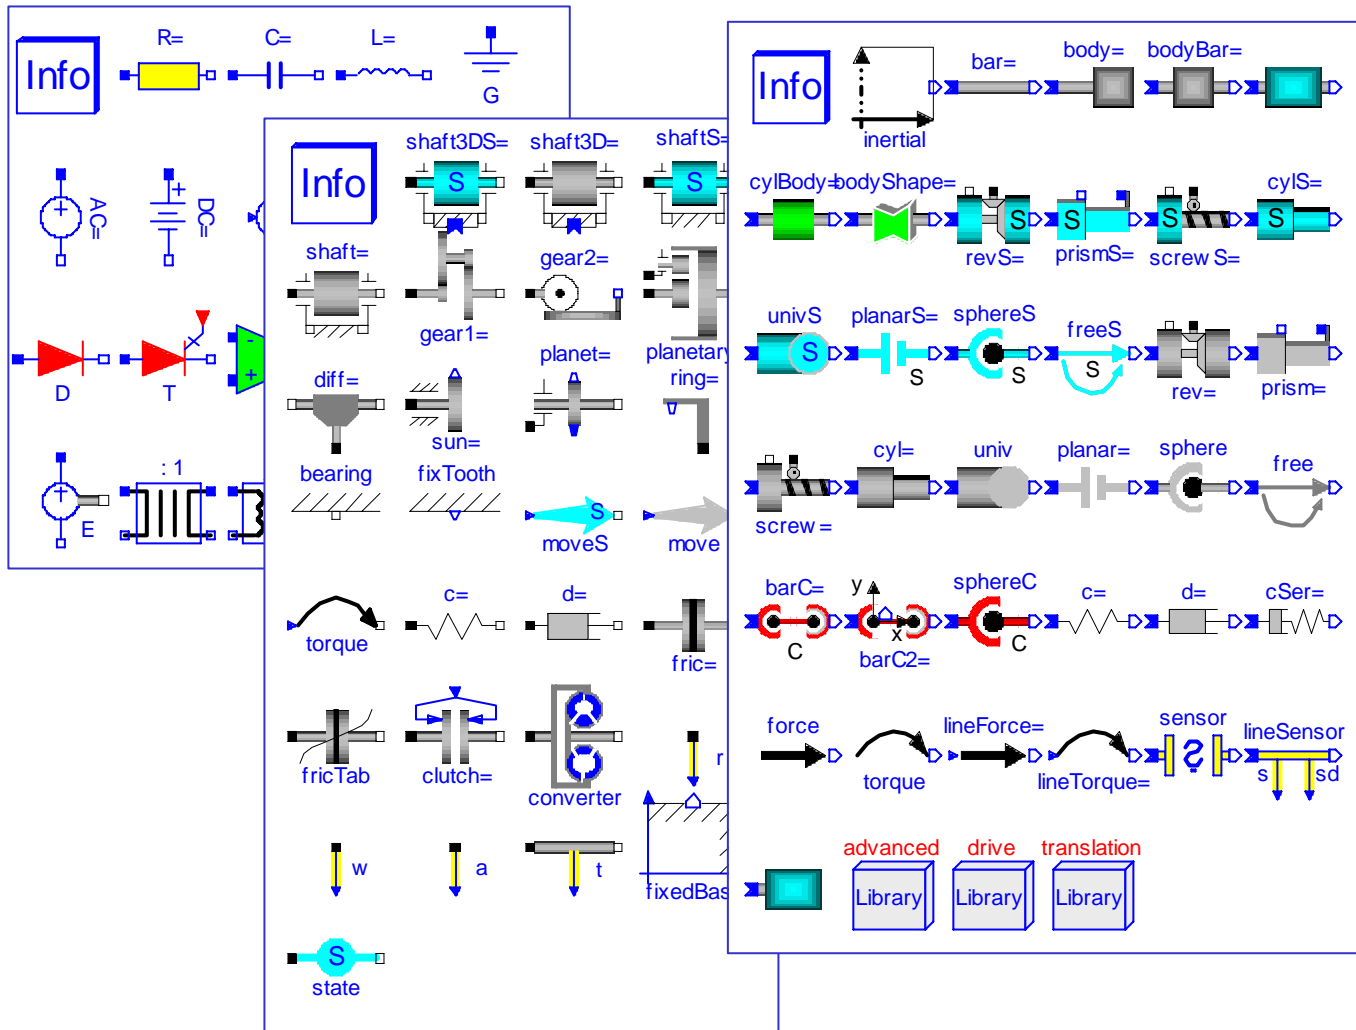 R=
C=
L=
Info
G
AC=
+
DC=
+
D
T
-
+
+
E
: 1
Info
shaft3DS=
shaft3D=
shaftS=
S
S
shaft=
gear2=
gear1=
planet=
planetary
diff=
ring=
sun=
bearing
fixTooth
S
moveS
move
torque
c=
d=
fric=
fricTab
clutch=
converter
r
w
a
t
fixedBas
S
state
Info
inertial
bar=
body=
bodyBar=
cylBody=
bodyShape=
cylS=
S
S
S
S
revS=
prismS=
screw S=
univS
planarS=
sphereS
freeS
S
S
S
S
rev=
prism=
cyl=
univ
planar=
sphere
free
screw =
barC=
y
sphereC
c=
d=
cSer=
C
x
C
barC2=
force
lineForce=
sensor
lineSensor
torque
lineTorque=
s
sd
advanced
drive
translation
Library
Library
Library